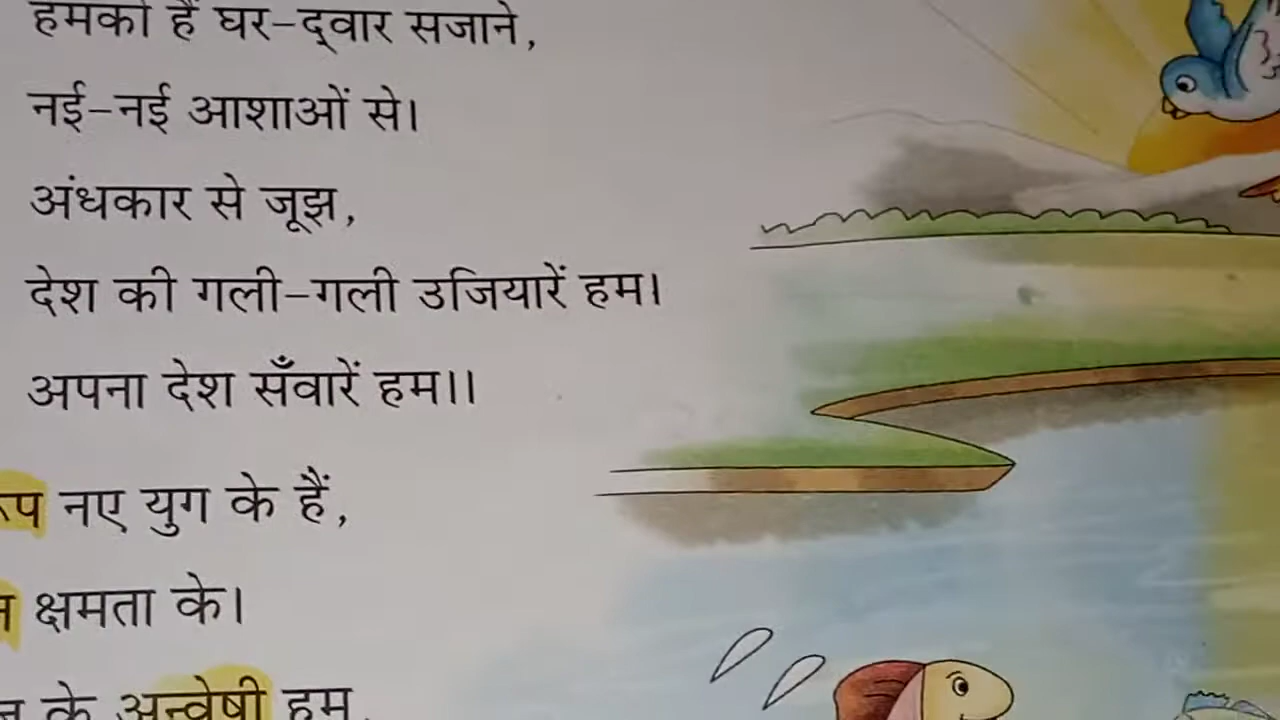 हमको हैं घर-द्वार सजाने,
नई-नई आशाओं से।
अंधकार से जूझ,
देश की गली-गली उजियारें हम।
अपना देश सँवारें हम।।
नए युग के हैं,
क्षमता के।
के अन्वेषी हम,